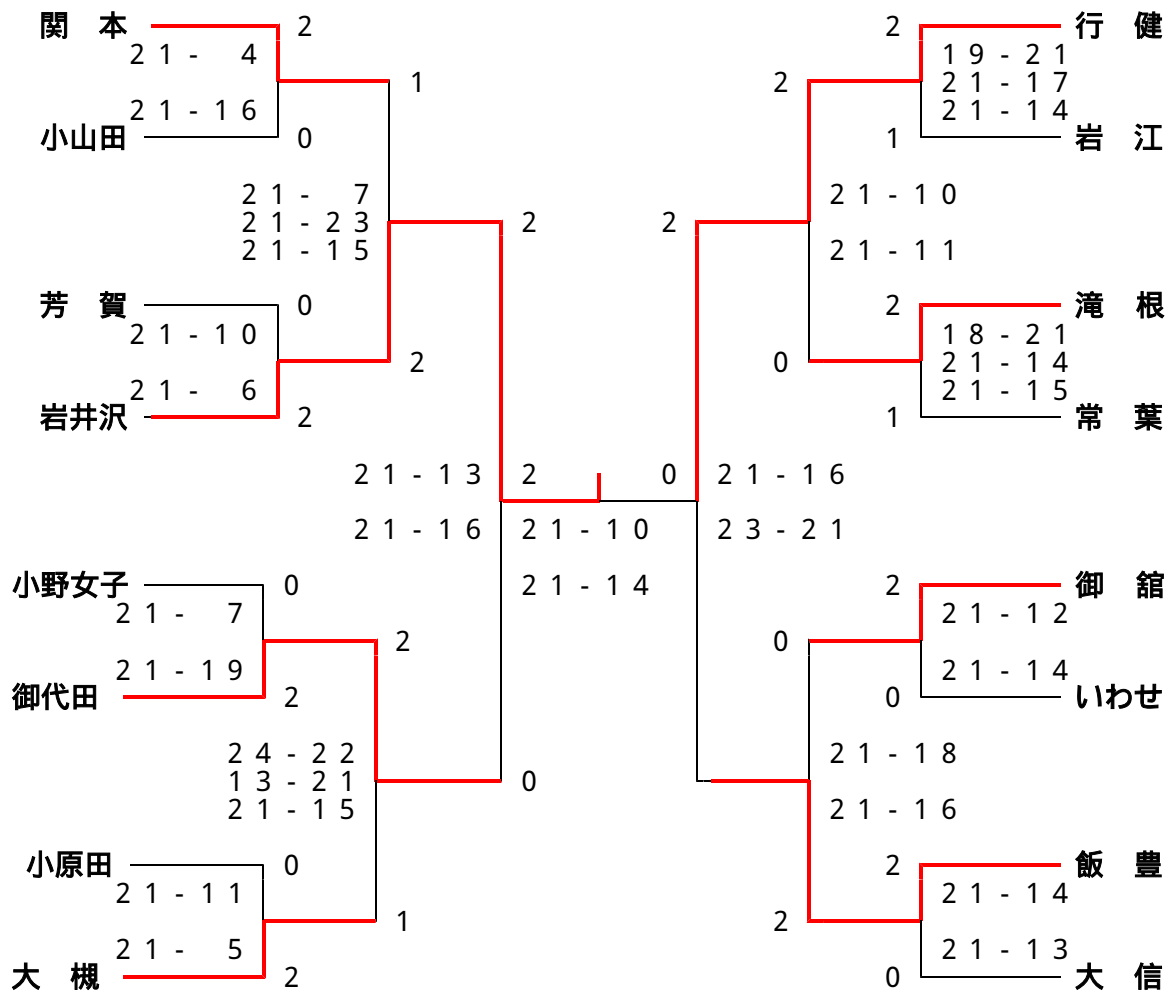 関　本 2 2 行　健
21-　4 19-21
2 1 21-17
21-16 21-14
小山田 0 1 岩　江
21-　7 21-10
21-23 2 2
21-15 21-11
芳　賀 0 2 滝　根
21-10 18-21
2 0 21-14
21-　6 21-15
岩井沢 2 1 常　葉
21-13 2 0 21-16
21-16 21-10 23-21
小野女子 0 21-14 2 御　舘
21-　7 21-12
2 0
21-19 21-14
御代田 2 0 いわせ
24-22 21-18
13-21 0
21-15 21-16
小原田 0 2 飯　豊
21-11 21-14
1 2
21-　5 21-13
大　槻 2 0 大　信